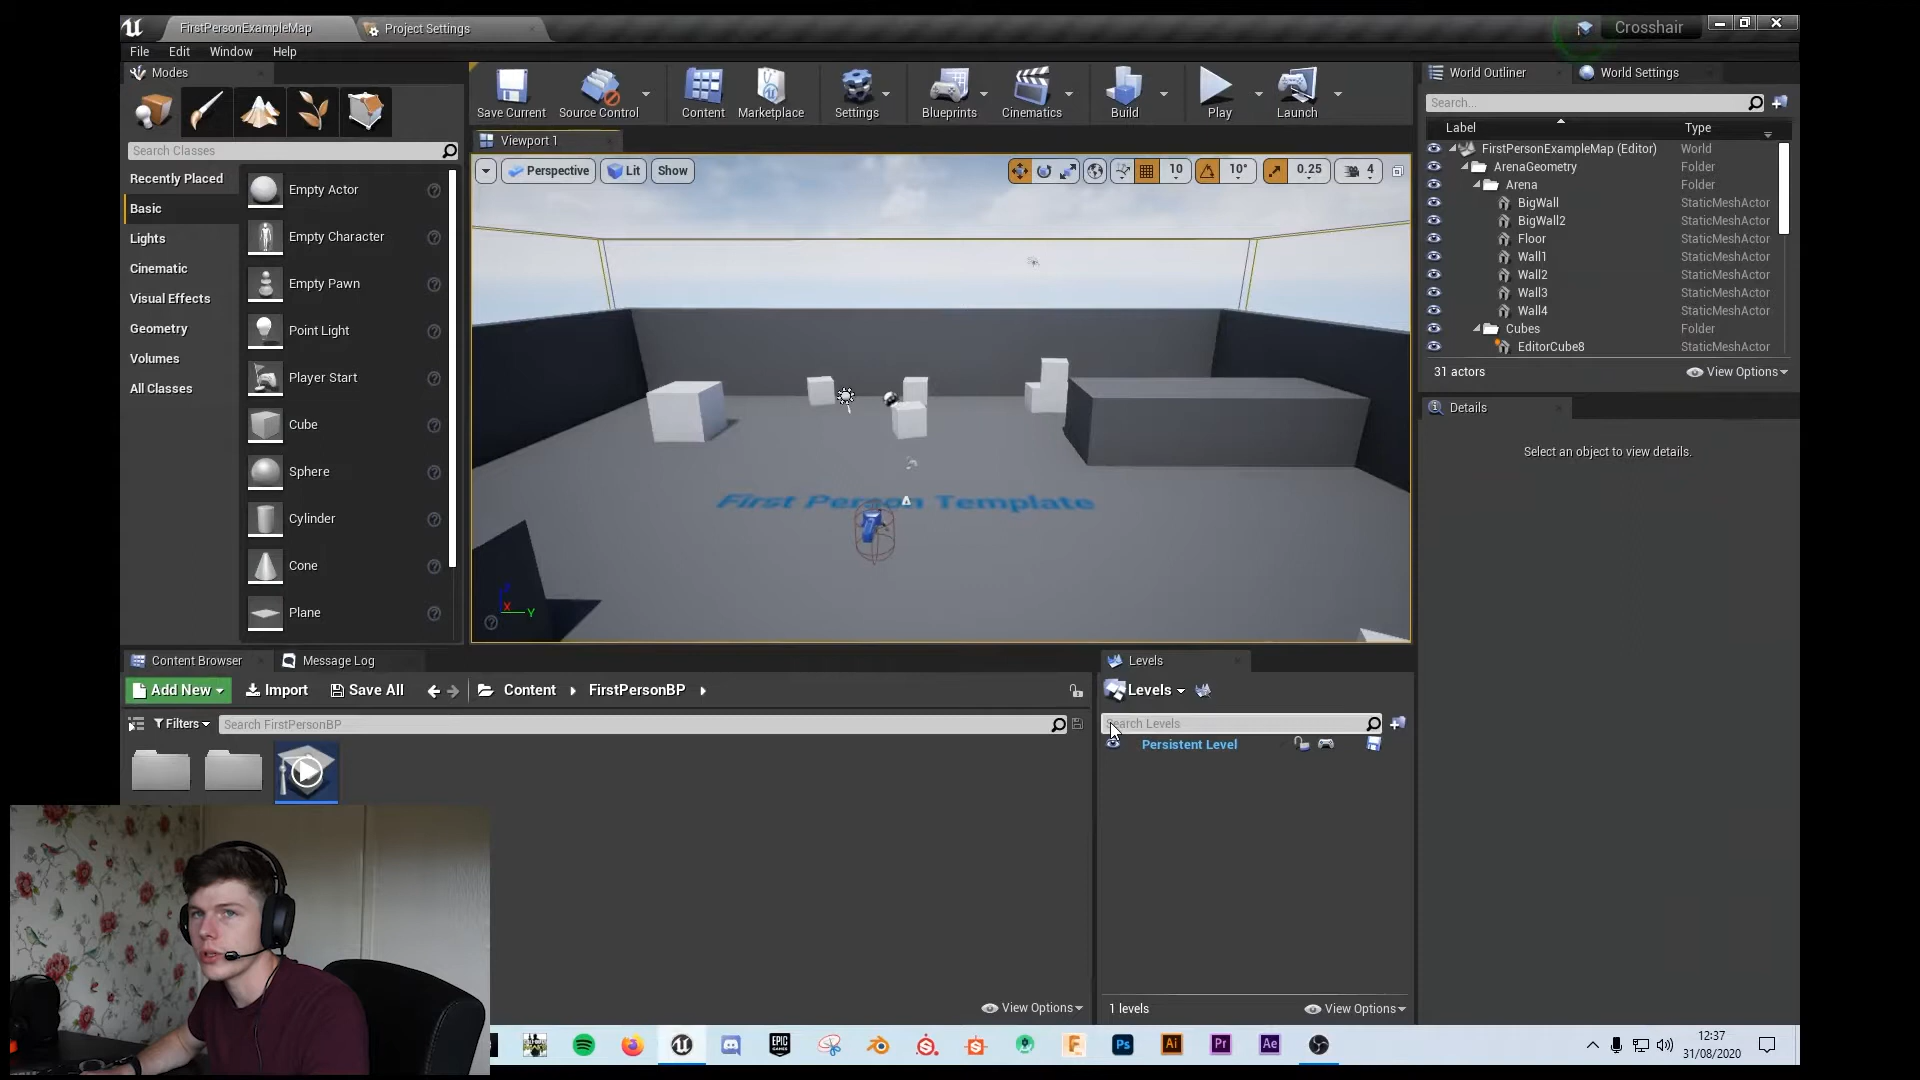 FirstPersonExampleMap
Project Settings
Crosshair
File Edit Window Help
Modes
Save Current
Source Control
Content
Marketplace
Settings
Blueprints
Cinematics
Build
Play
Launch
World Outliner
World Settings
Search...
Label
Type
Search Classes
Viewport 1
Perspective
Lit
Show
10
10°
0.25
4
Recently Placed
Basic
Lights
Cinematic
Visual Effects
Geometry
Volumes
All Classes
Empty Actor
Empty Character
Empty Pawn
Point Light
Player Start
Cube
Sphere
Cylinder
Cone
Plane
First Person Template
X
Y
FirstPersonExampleMap (Editor) World
ArenaGeometry Folder
Arena Folder
BigWall StaticMeshActor
BigWall2 StaticMeshActor
Floor StaticMeshActor
Wall1 StaticMeshActor
Wall2 StaticMeshActor
Wall3 StaticMeshActor
Wall4 StaticMeshActor
Cubes Folder
EditorCube8 StaticMeshActor
31 actors
View Options
Details
Select an object to view details.
Content Browser
Message Log
Add New
Import
Save All
Content
FirstPersonBP
Filters
Search FirstPersonBP
View Options
Levels
Levels
Search Levels
Persistent Level
1 levels
View Options
EPIC
GAMES
Ps
Ai
Pr
Ae
12:37
31/08/2020